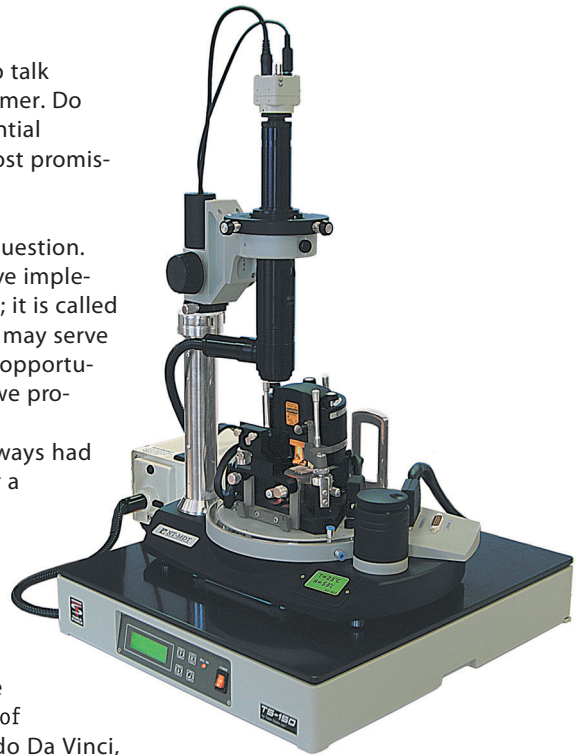 o talk
mer. Do
ntial
ost promis-
uestion.
ve imple-
; it is called
may serve
opportu-
we pro-
ways had
r a
e
of
do Da Vinci,
NT-MDT
TS-150